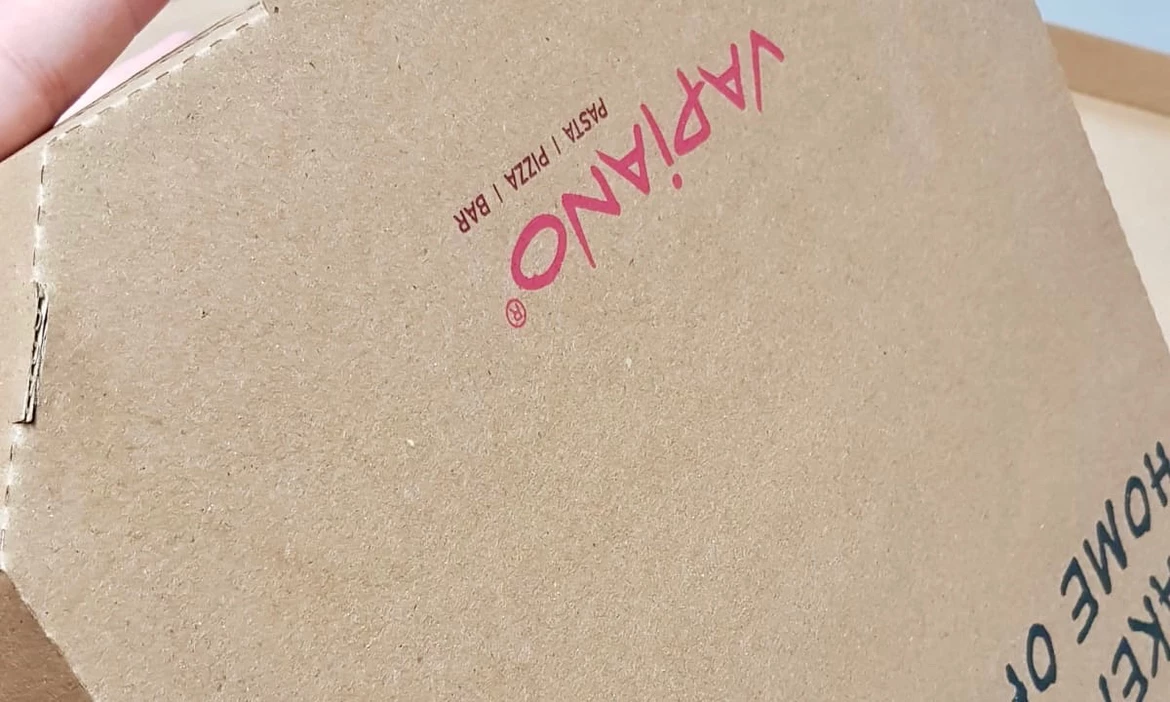 VAPiANO®
PASTA | PIZZA | BAR
HOME